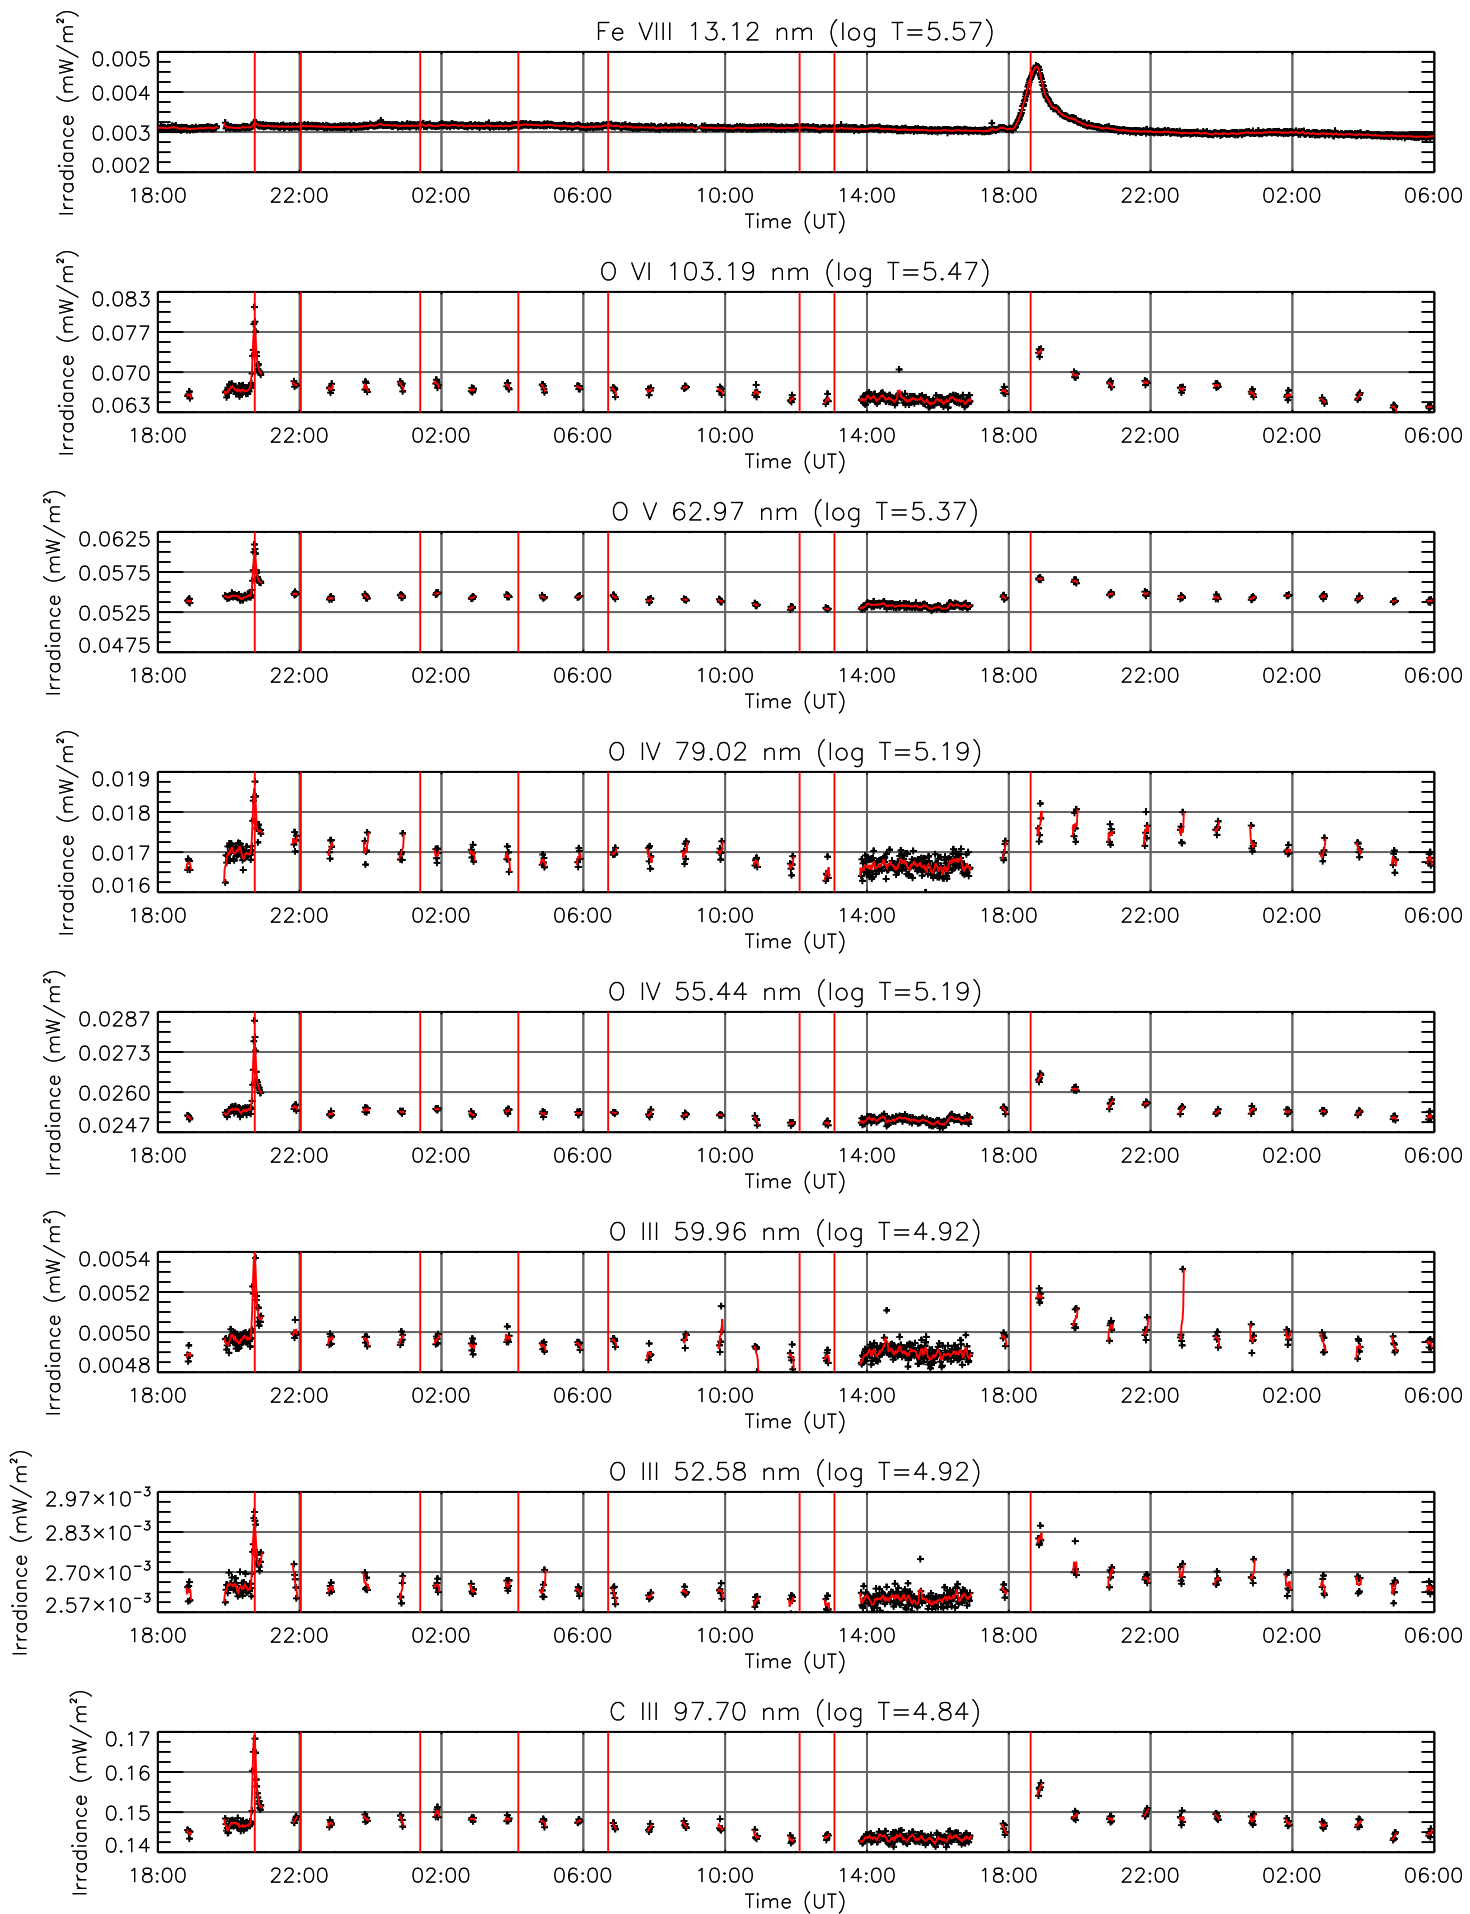 Fe VIII 13.12 nm (log T=5.57)
Irradiance (mW/m²)
0.005
0.004
0.003
0.002
18:00 22:00 02:00 06:00 10:00 14:00 18:00 22:00 02:00 06:00
Time (UT)
O VI 103.19 nm (log T=5.47)
Irradiance (mW/m²)
0.083
0.077
0.070
0.063
18:00 22:00 02:00 06:00 10:00 14:00 18:00 22:00 02:00 06:00
Time (UT)
O V 62.97 nm (log T=5.37)
Irradiance (mW/m²)
0.0625
0.0575
0.0525
0.0475
18:00 22:00 02:00 06:00 10:00 14:00 18:00 22:00 02:00 06:00
Time (UT)
O IV 79.02 nm (log T=5.19)
Irradiance (mW/m²)
0.019
0.018
0.017
0.016
18:00 22:00 02:00 06:00 10:00 14:00 18:00 22:00 02:00 06:00
Time (UT)
O IV 55.44 nm (log T=5.19)
Irradiance (mW/m²)
0.0287
0.0273
0.0260
0.0247
18:00 22:00 02:00 06:00 10:00 14:00 18:00 22:00 02:00 06:00
Time (UT)
O III 59.96 nm (log T=4.92)
Irradiance (mW/m²)
0.0054
0.0052
0.0050
0.0048
18:00 22:00 02:00 06:00 10:00 14:00 18:00 22:00 02:00 06:00
Time (UT)
O III 52.58 nm (log T=4.92)
Irradiance (mW/m²)
2.97×10⁻³
2.83×10⁻³
2.70×10⁻³
2.57×10⁻³
18:00 22:00 02:00 06:00 10:00 14:00 18:00 22:00 02:00 06:00
Time (UT)
C III 97.70 nm (log T=4.84)
Irradiance (mW/m²)
0.17
0.16
0.15
0.14
18:00 22:00 02:00 06:00 10:00 14:00 18:00 22:00 02:00 06:00
Time (UT)